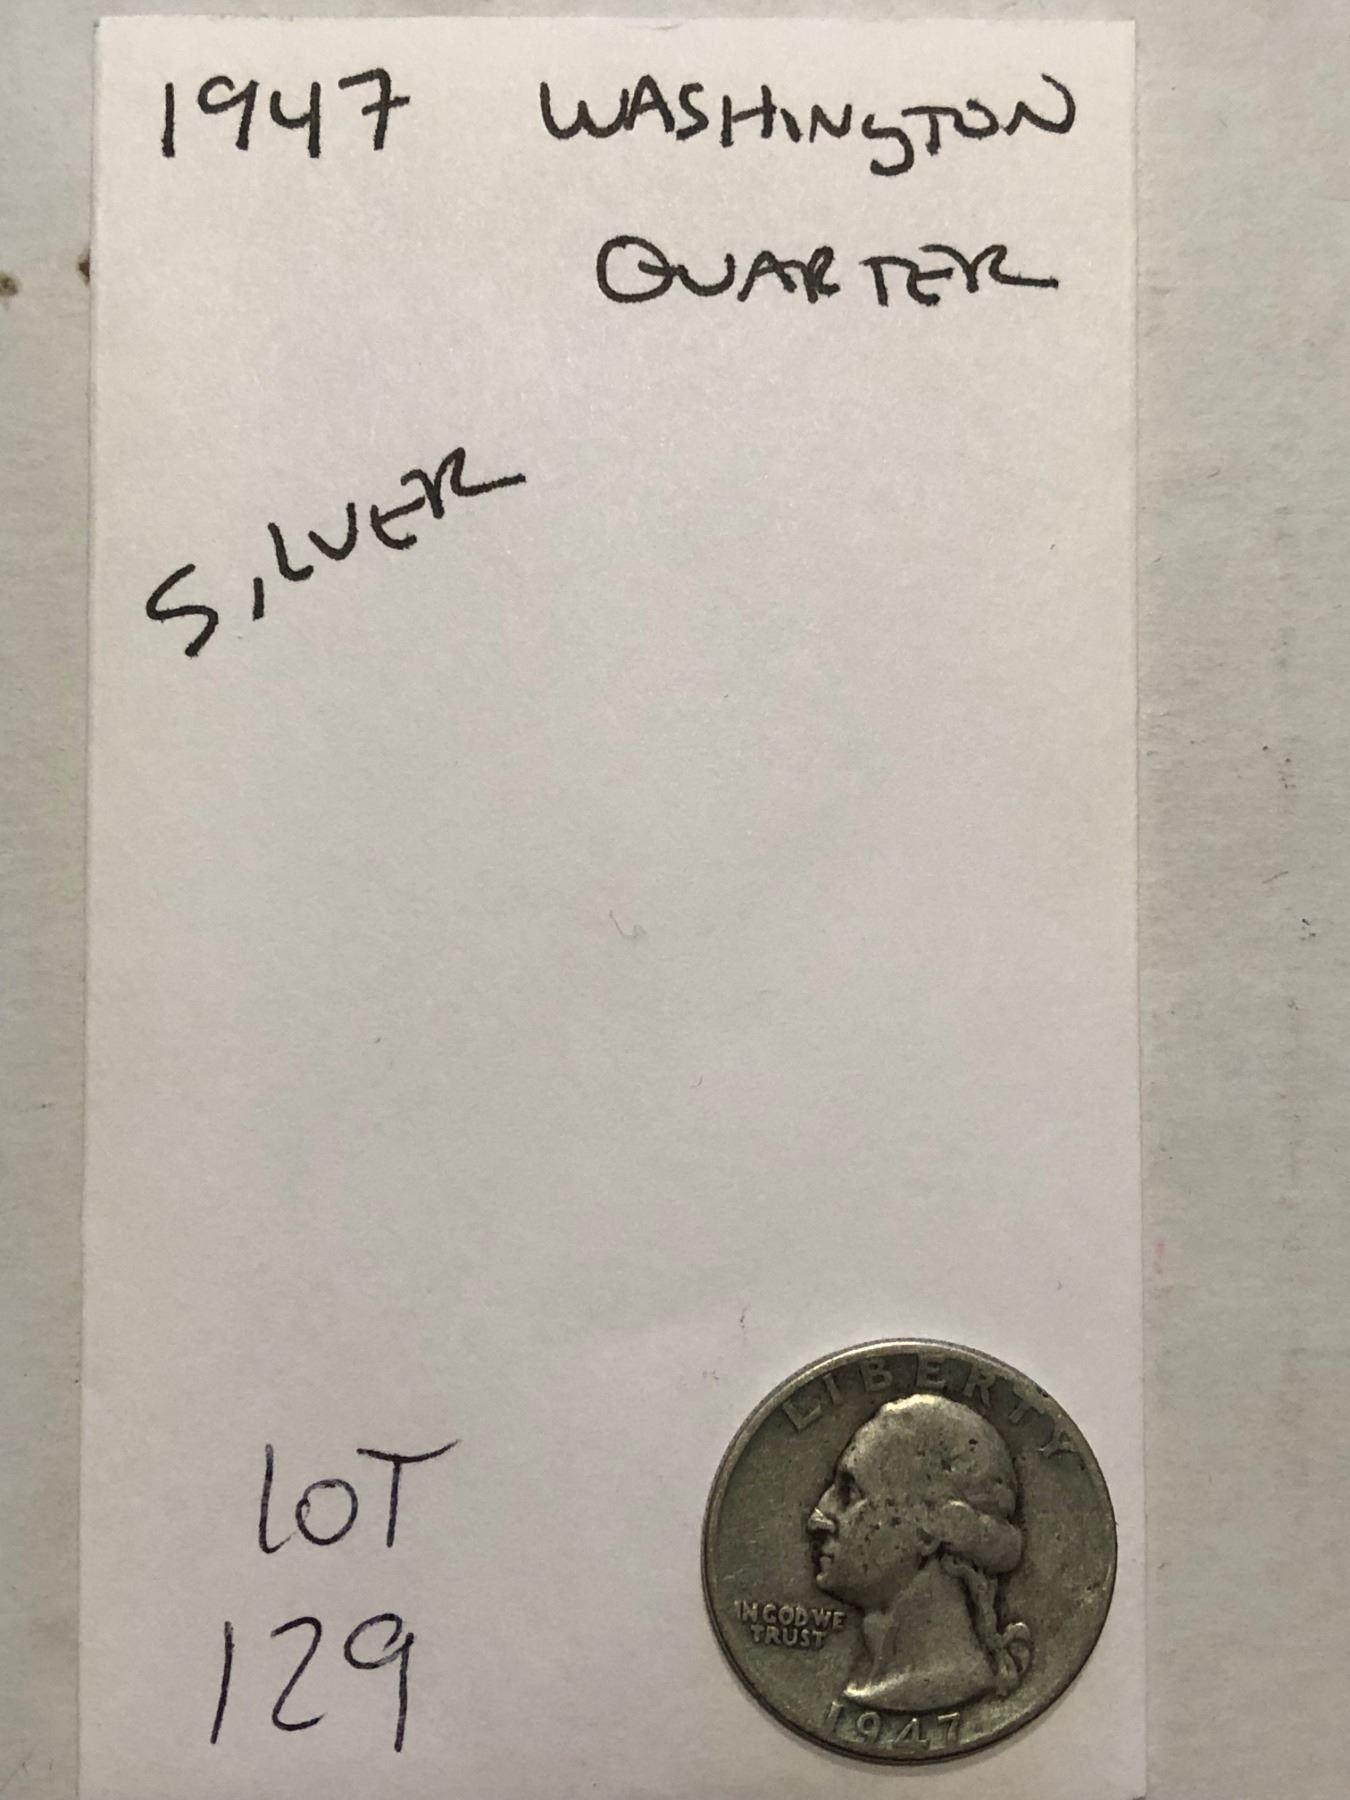 1947 WASHINGTON
QUARTER
SILVER
LOT
129
LIBERTY
IN GOD WE
TRUST
1947